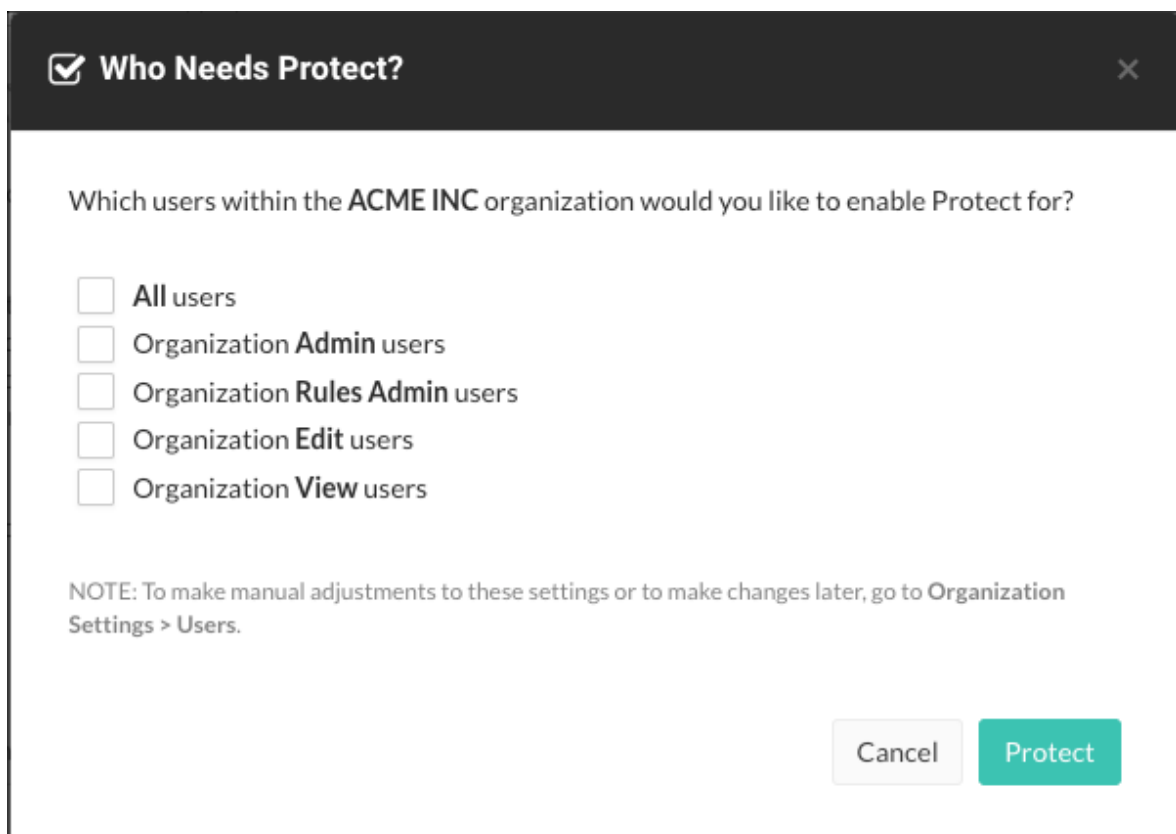 Who Needs Protect?
Which users within the ACME INC organization would you like to enable Protect for?
All users
Organization Admin users
Organization Rules Admin users
Organization Edit users
Organization View users
NOTE: To make manual adjustments to these settings or to make changes later, go to Organization
Settings > Users.
Cancel
Protect